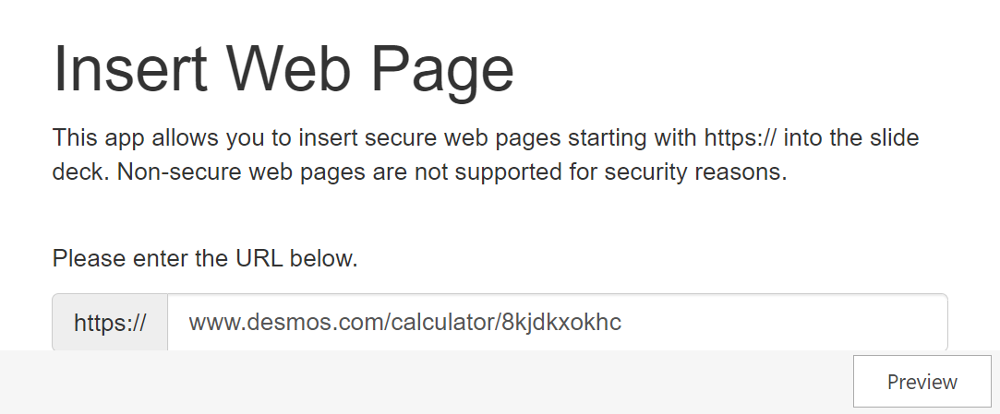 Insert Web Page
This app allows you to insert secure web pages starting with https:// into the slide
deck. Non-secure web pages are not supported for security reasons.
Please enter the URL below.
https:// www.desmos.com/calculator/8kjdkxokhc
Preview